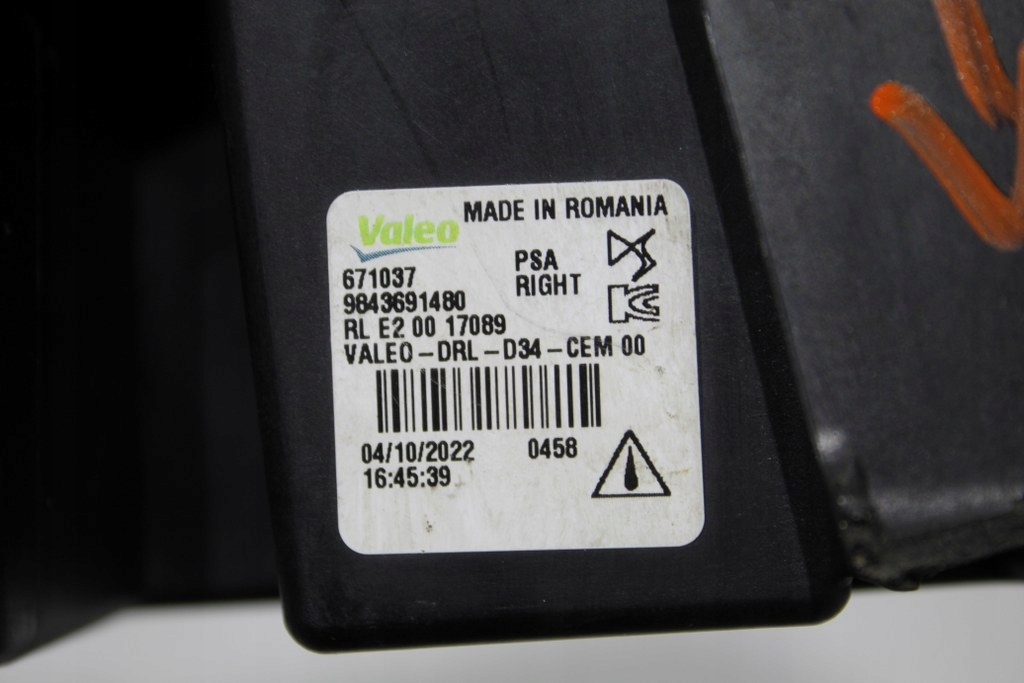 Valeo MADE IN ROMANIA
671037 PSA
9843691480 RIGHT
RL E2 00 17089
VALEO-DRL-D34-CEM 00
04/10/2022 0458
16:45:39